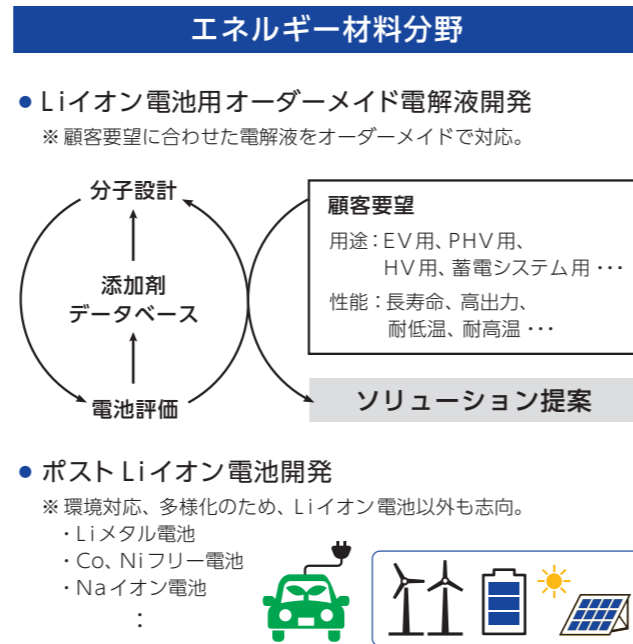 エネルギー材料分野
● Liイオン電池用オーダーメイド電解液開発
※ 顧客要望に合わせた電解液をオーダーメイドで対応。
分子設計
添加剤
データベース
電池評価
顧客要望
用途：EV用、PHV用、
HV用、蓄電システム用 ･･･
性能：長寿命、高出力、
耐低温、耐高温 ･･･
ソリューション提案
● ポスト Liイオン電池開発
※ 環境対応、多様化のため、Liイオン電池以外も志向。
・Liメタル電池
・Co、Niフリー電池
・Naイオン電池
：